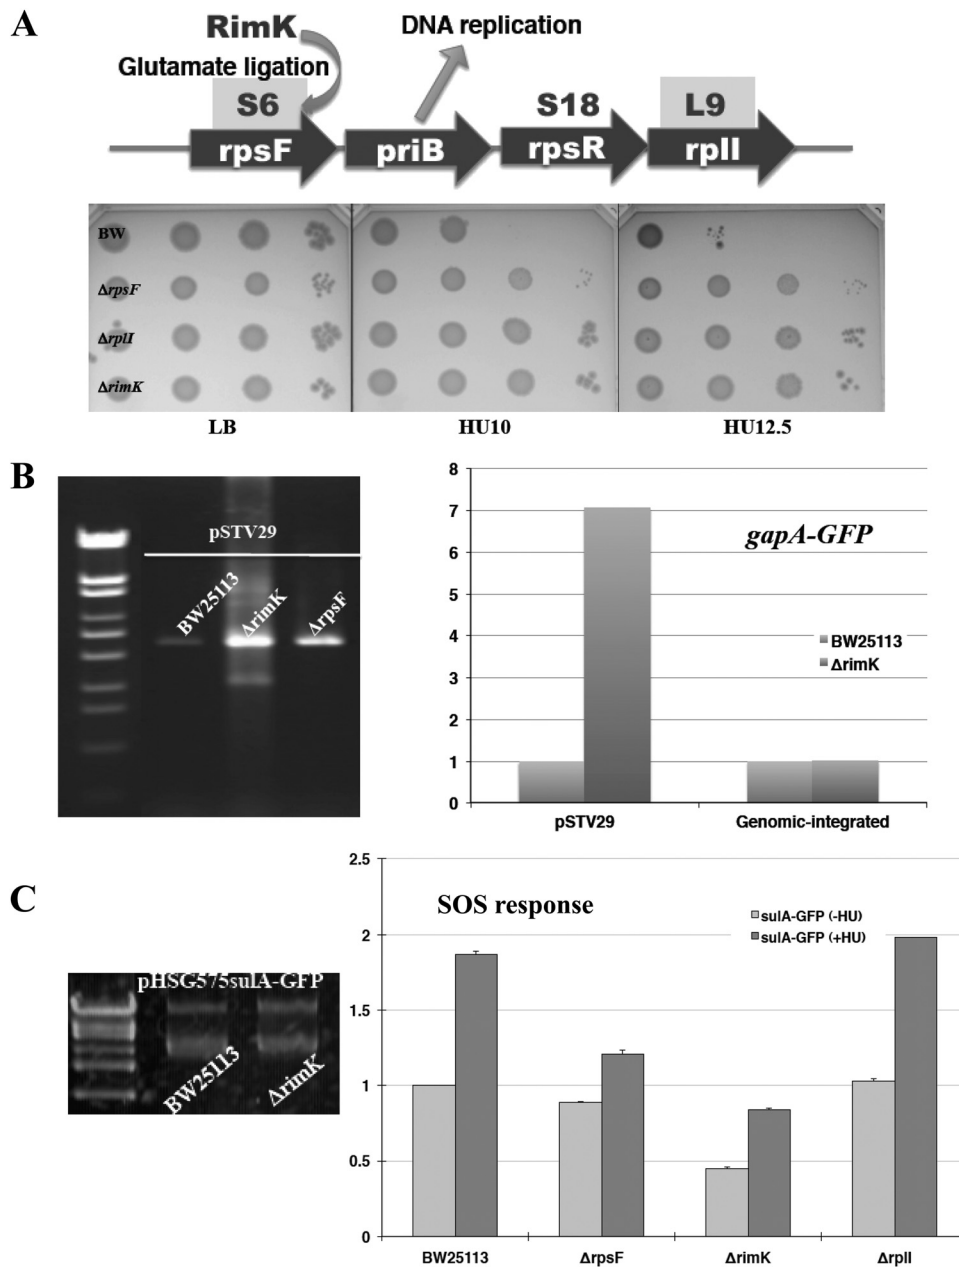 A
RimK
DNA replication
Glutamate ligation
S6
S18
L9
rpsF
priB
rpsR
rplI
BW
ΔrpsF
ΔrplI
ΔrimK
LB
HU10
HU12.5
B
pSTV29
BW25113
ΔrimK
ΔrpsF
8
7
6
5
4
3
2
1
0
gapA-GFP
BW25113
ΔrimK
pSTV29
Genomic-integrated
C
pHSG575sulA-GFP
BW25113
ΔrimK
2.5
2
1.5
1
0.5
0
SOS response
sulA-GFP (-HU)
sulA-GFP (+HU)
BW25113
ΔrpsF
ΔrimK
ΔrplI